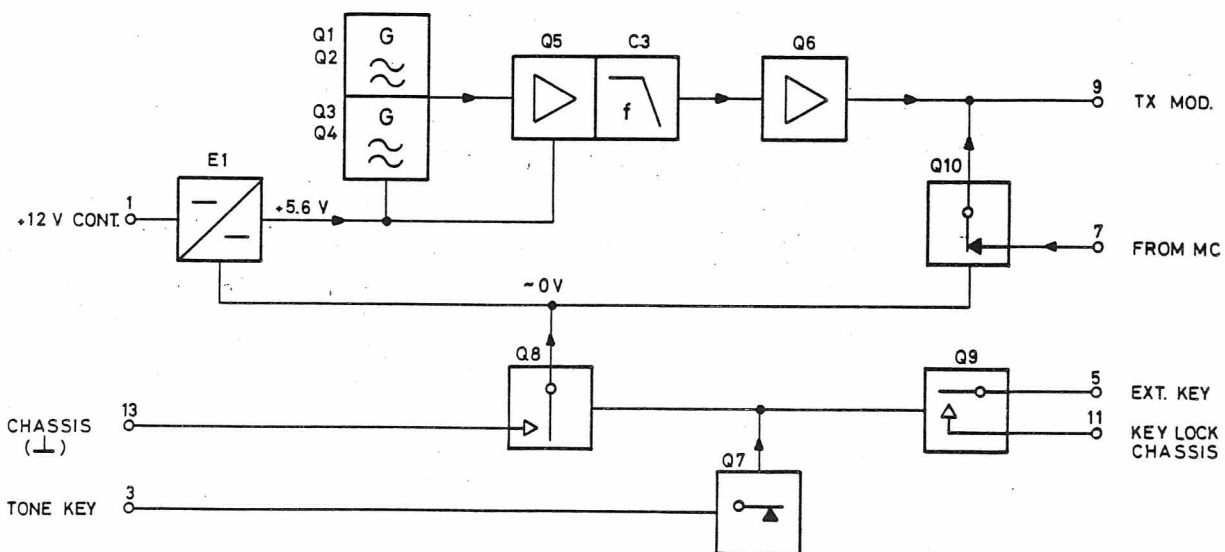 Q1 G Q5 C3 Q6
Q2
9
TX MOD.
Q3 G f
Q4
E1 Q10
1
+12 V CONT. +5.6 V 7
FROM MC
~0 V
Q8 Q9
5
EXT. KEY
13
CHASSIS 11
(⊥) KEY LOCK
CHASSIS
Q7
3
TONE KEY